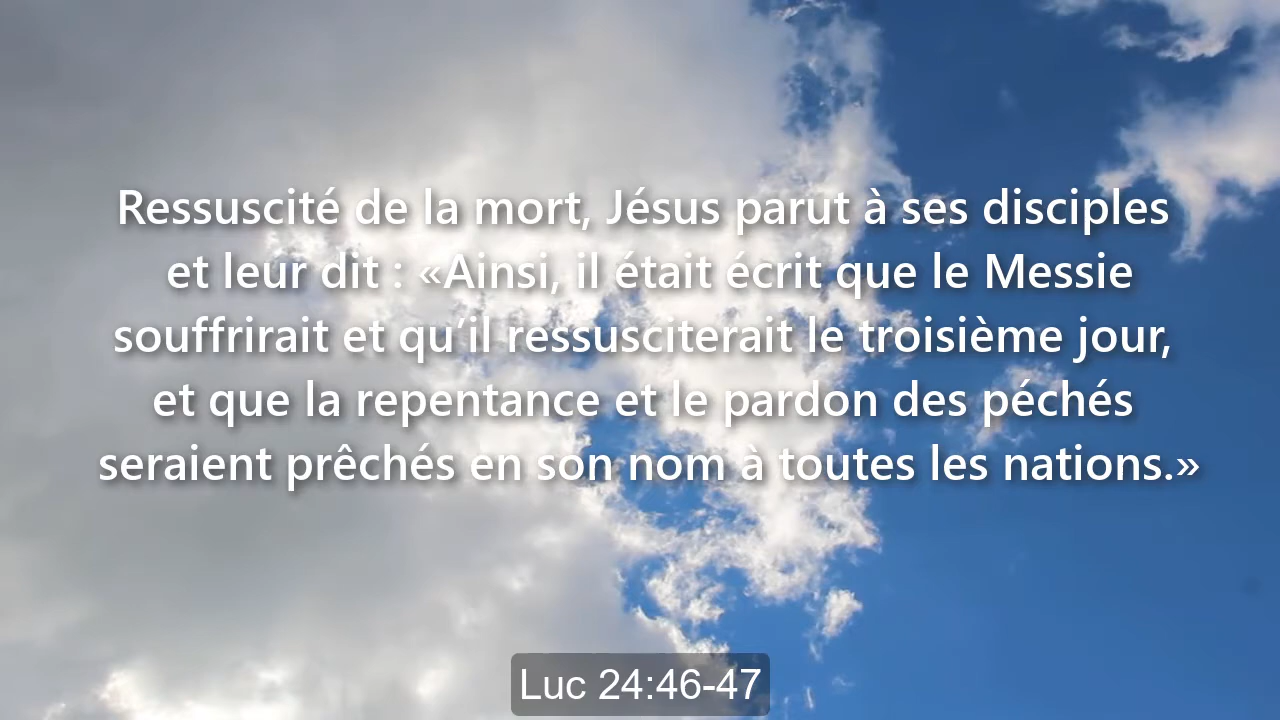 Ressuscité de la mort, Jésus parut à ses disciples
et leur dit : «Ainsi, il était écrit que le Messie
souffrirait et qu’il ressusciterait le troisième jour,
et que la repentance et le pardon des péchés
seraient prêchés en son nom à toutes les nations.»
Luc 24:46-47